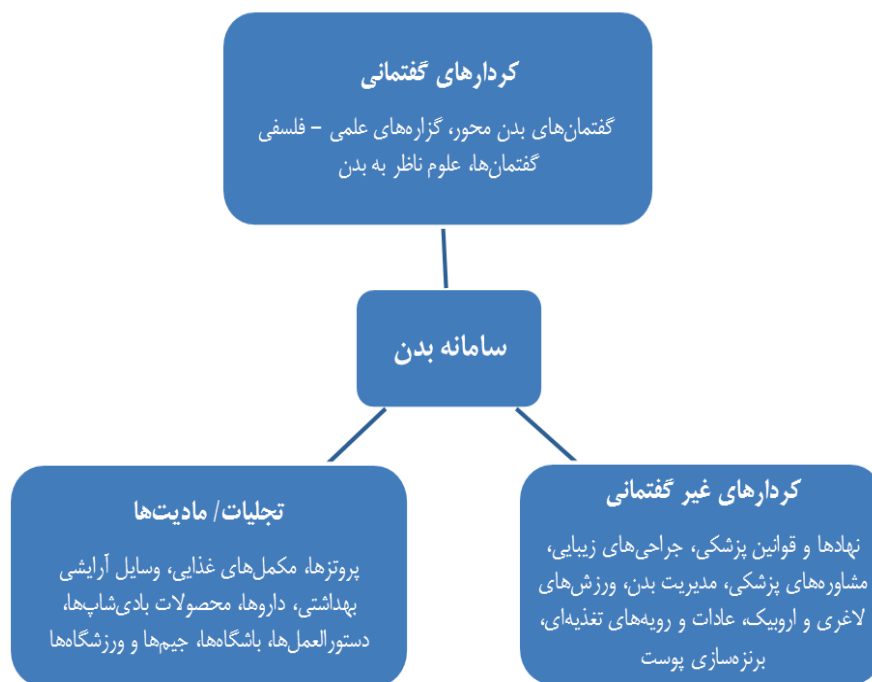 کردارهای گفتمانی
گفتمان‌های بدن محور، گزاره‌های علمی – فلسفی
گفتمان‌ها، علوم ناظر به بدن
سامانه بدن
کردارهای غیر گفتمانی
نهادها و قوانین پزشکی، جراحی‌های زیبایی،
مشاوره‌های پزشکی، مدیریت بدن، ورزش‌های
لاغری و اروبیک، عادات و رویه‌های تغذیه‌ای،
برنزه‌سازی پوست
تجلیات/ مادیت‌ها
پروتزها، مکمل‌های غذایی، وسایل آرایشی
بهداشتی، داروها، محصولات بادی‌شاپ‌ها،
دستورالعمل‌ها، باشگاه‌ها، جیم‌ها و ورزشگاه‌ها